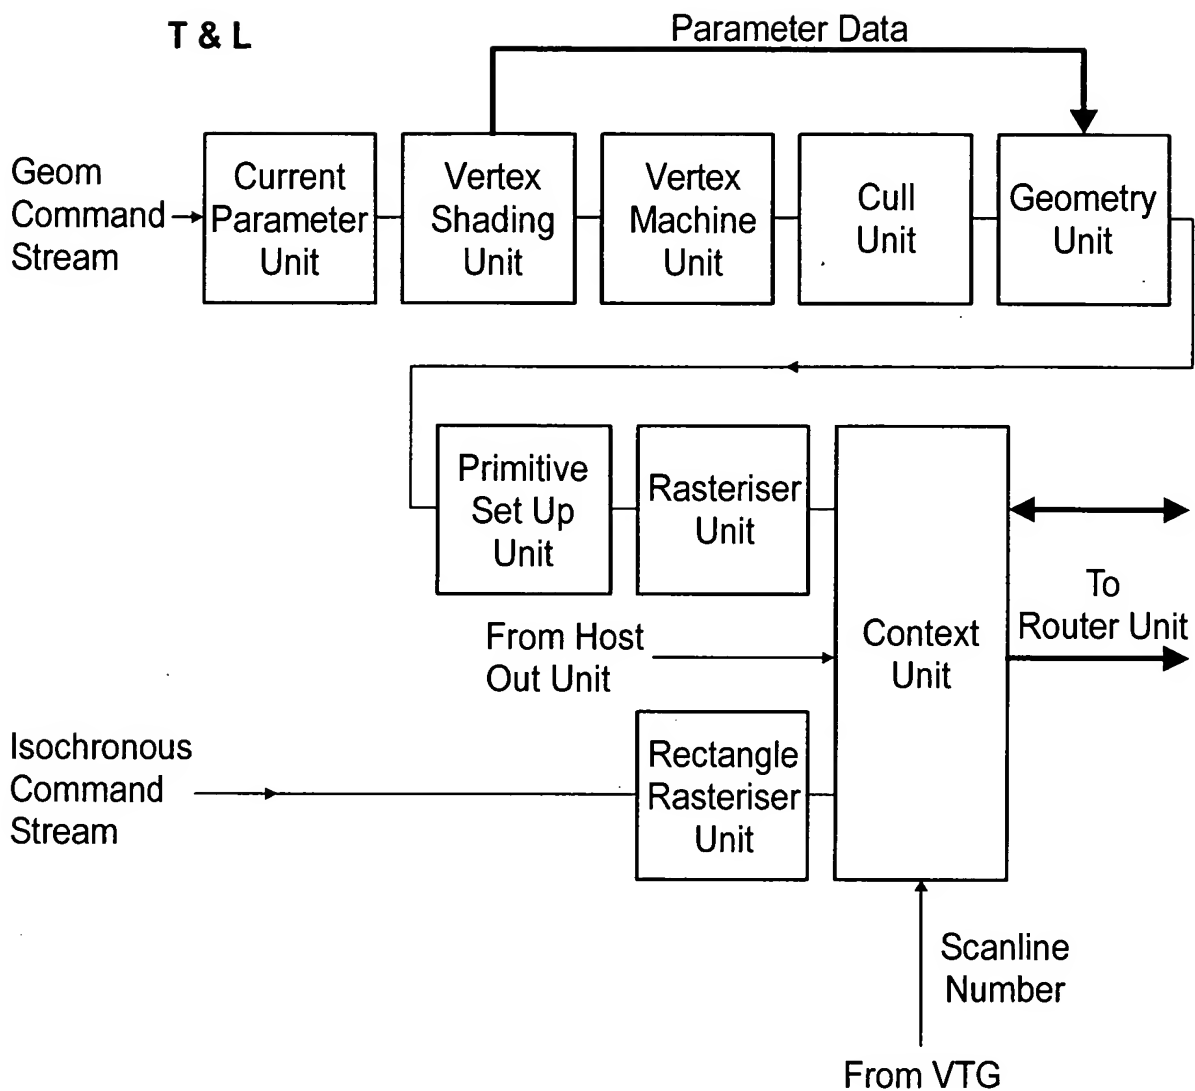 T & L
Parameter Data
Geom
Command
Stream
Current
Parameter
Unit
Vertex
Shading
Unit
Vertex
Machine
Unit
Cull
Unit
Geometry
Unit
Primitive
Set Up
Unit
Rasteriser
Unit
Context
Unit
To
Router Unit
From Host
Out Unit
Isochronous
Command
Stream
Rectangle
Rasteriser
Unit
Scanline
Number
From VTG